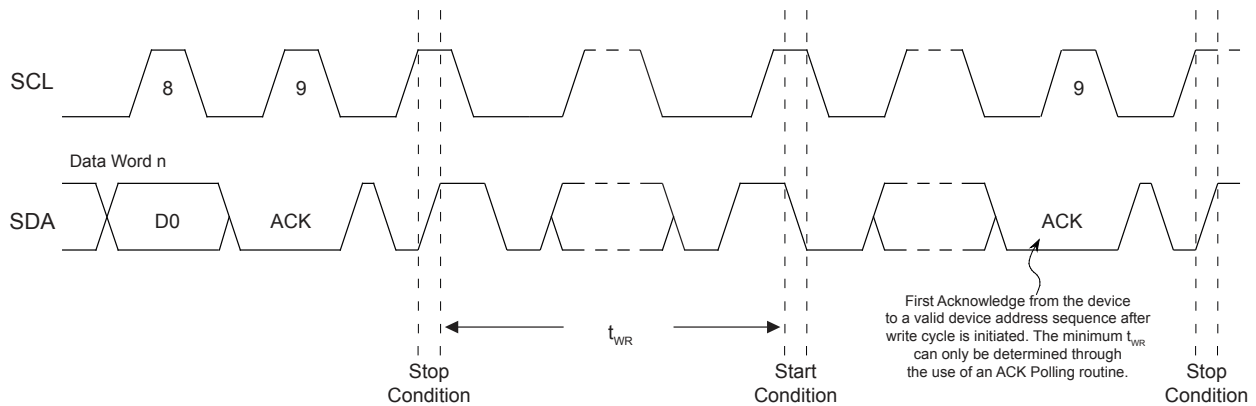 SCL
8
9
9
Data Word n
SDA
D0
ACK
ACK
First Acknowledge from the device
to a valid device address sequence after
write cycle is initiated. The minimum tWR
can only be determined through
the use of an ACK Polling routine.
tWR
Stop
Condition
Start
Condition
Stop
Condition